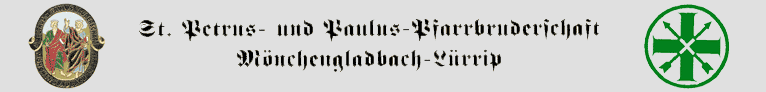 St. Petrus- und Paulus-Pfarrbruderschaft
Mönchengladbach-Lürrip